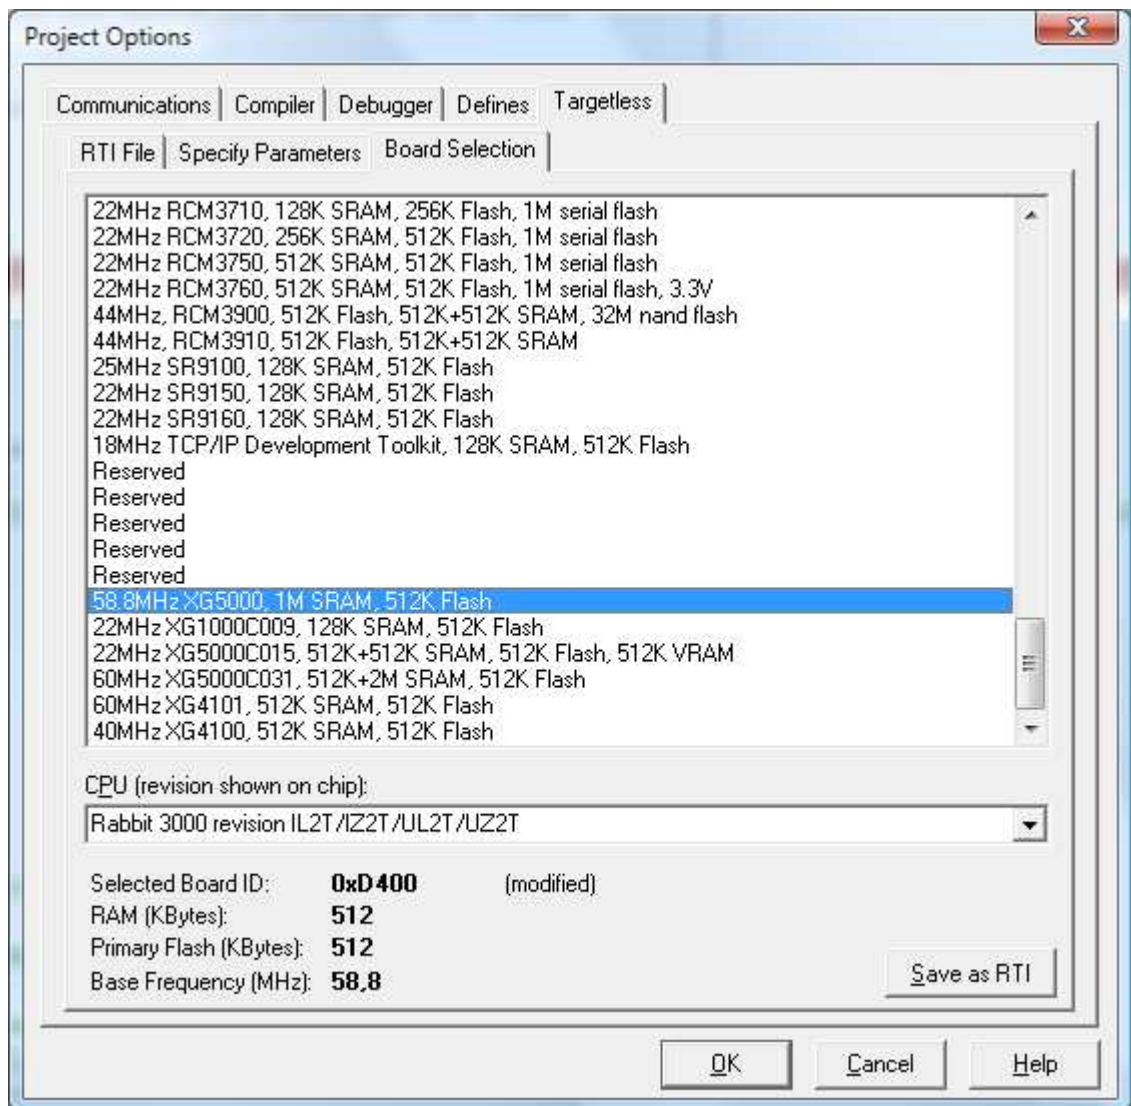 Project Options
Communications Compiler Debugger Defines Targetless
RTI File Specify Parameters Board Selection
22MHz RCM3710, 128K SRAM, 256K Flash, 1M serial flash
22MHz RCM3720, 256K SRAM, 512K Flash, 1M serial flash
22MHz RCM3750, 512K SRAM, 512K Flash, 1M serial flash
22MHz RCM3760, 512K SRAM, 512K Flash, 1M serial flash, 3.3V
44MHz, RCM3900, 512K Flash, 512K+512K SRAM, 32M nand flash
44MHz, RCM3910, 512K Flash, 512K+512K SRAM
25MHz SR9100, 128K SRAM, 512K Flash
22MHz SR9150, 128K SRAM, 512K Flash
22MHz SR9160, 128K SRAM, 512K Flash
18MHz TCP/IP Development Toolkit, 128K SRAM, 512K Flash
Reserved
Reserved
Reserved
Reserved
Reserved
58.8MHz XG5000, 1M SRAM, 512K Flash
22MHz XG1000C009, 128K SRAM, 512K Flash
22MHz XG5000C015, 512K+512K SRAM, 512K Flash, 512K VRAM
60MHz XG5000C031, 512K+2M SRAM, 512K Flash
60MHz XG4101, 512K SRAM, 512K Flash
40MHz XG4100, 512K SRAM, 512K Flash
CPU (revision shown on chip):
Rabbit 3000 revision IL2T/IZ2T/UL2T/UZ2T
Selected Board ID: 0xD400 (modified)
RAM (KBytes): 512
Primary Flash (KBytes): 512
Base Frequency (MHz): 58,8
Save as RTI
OK Cancel Help